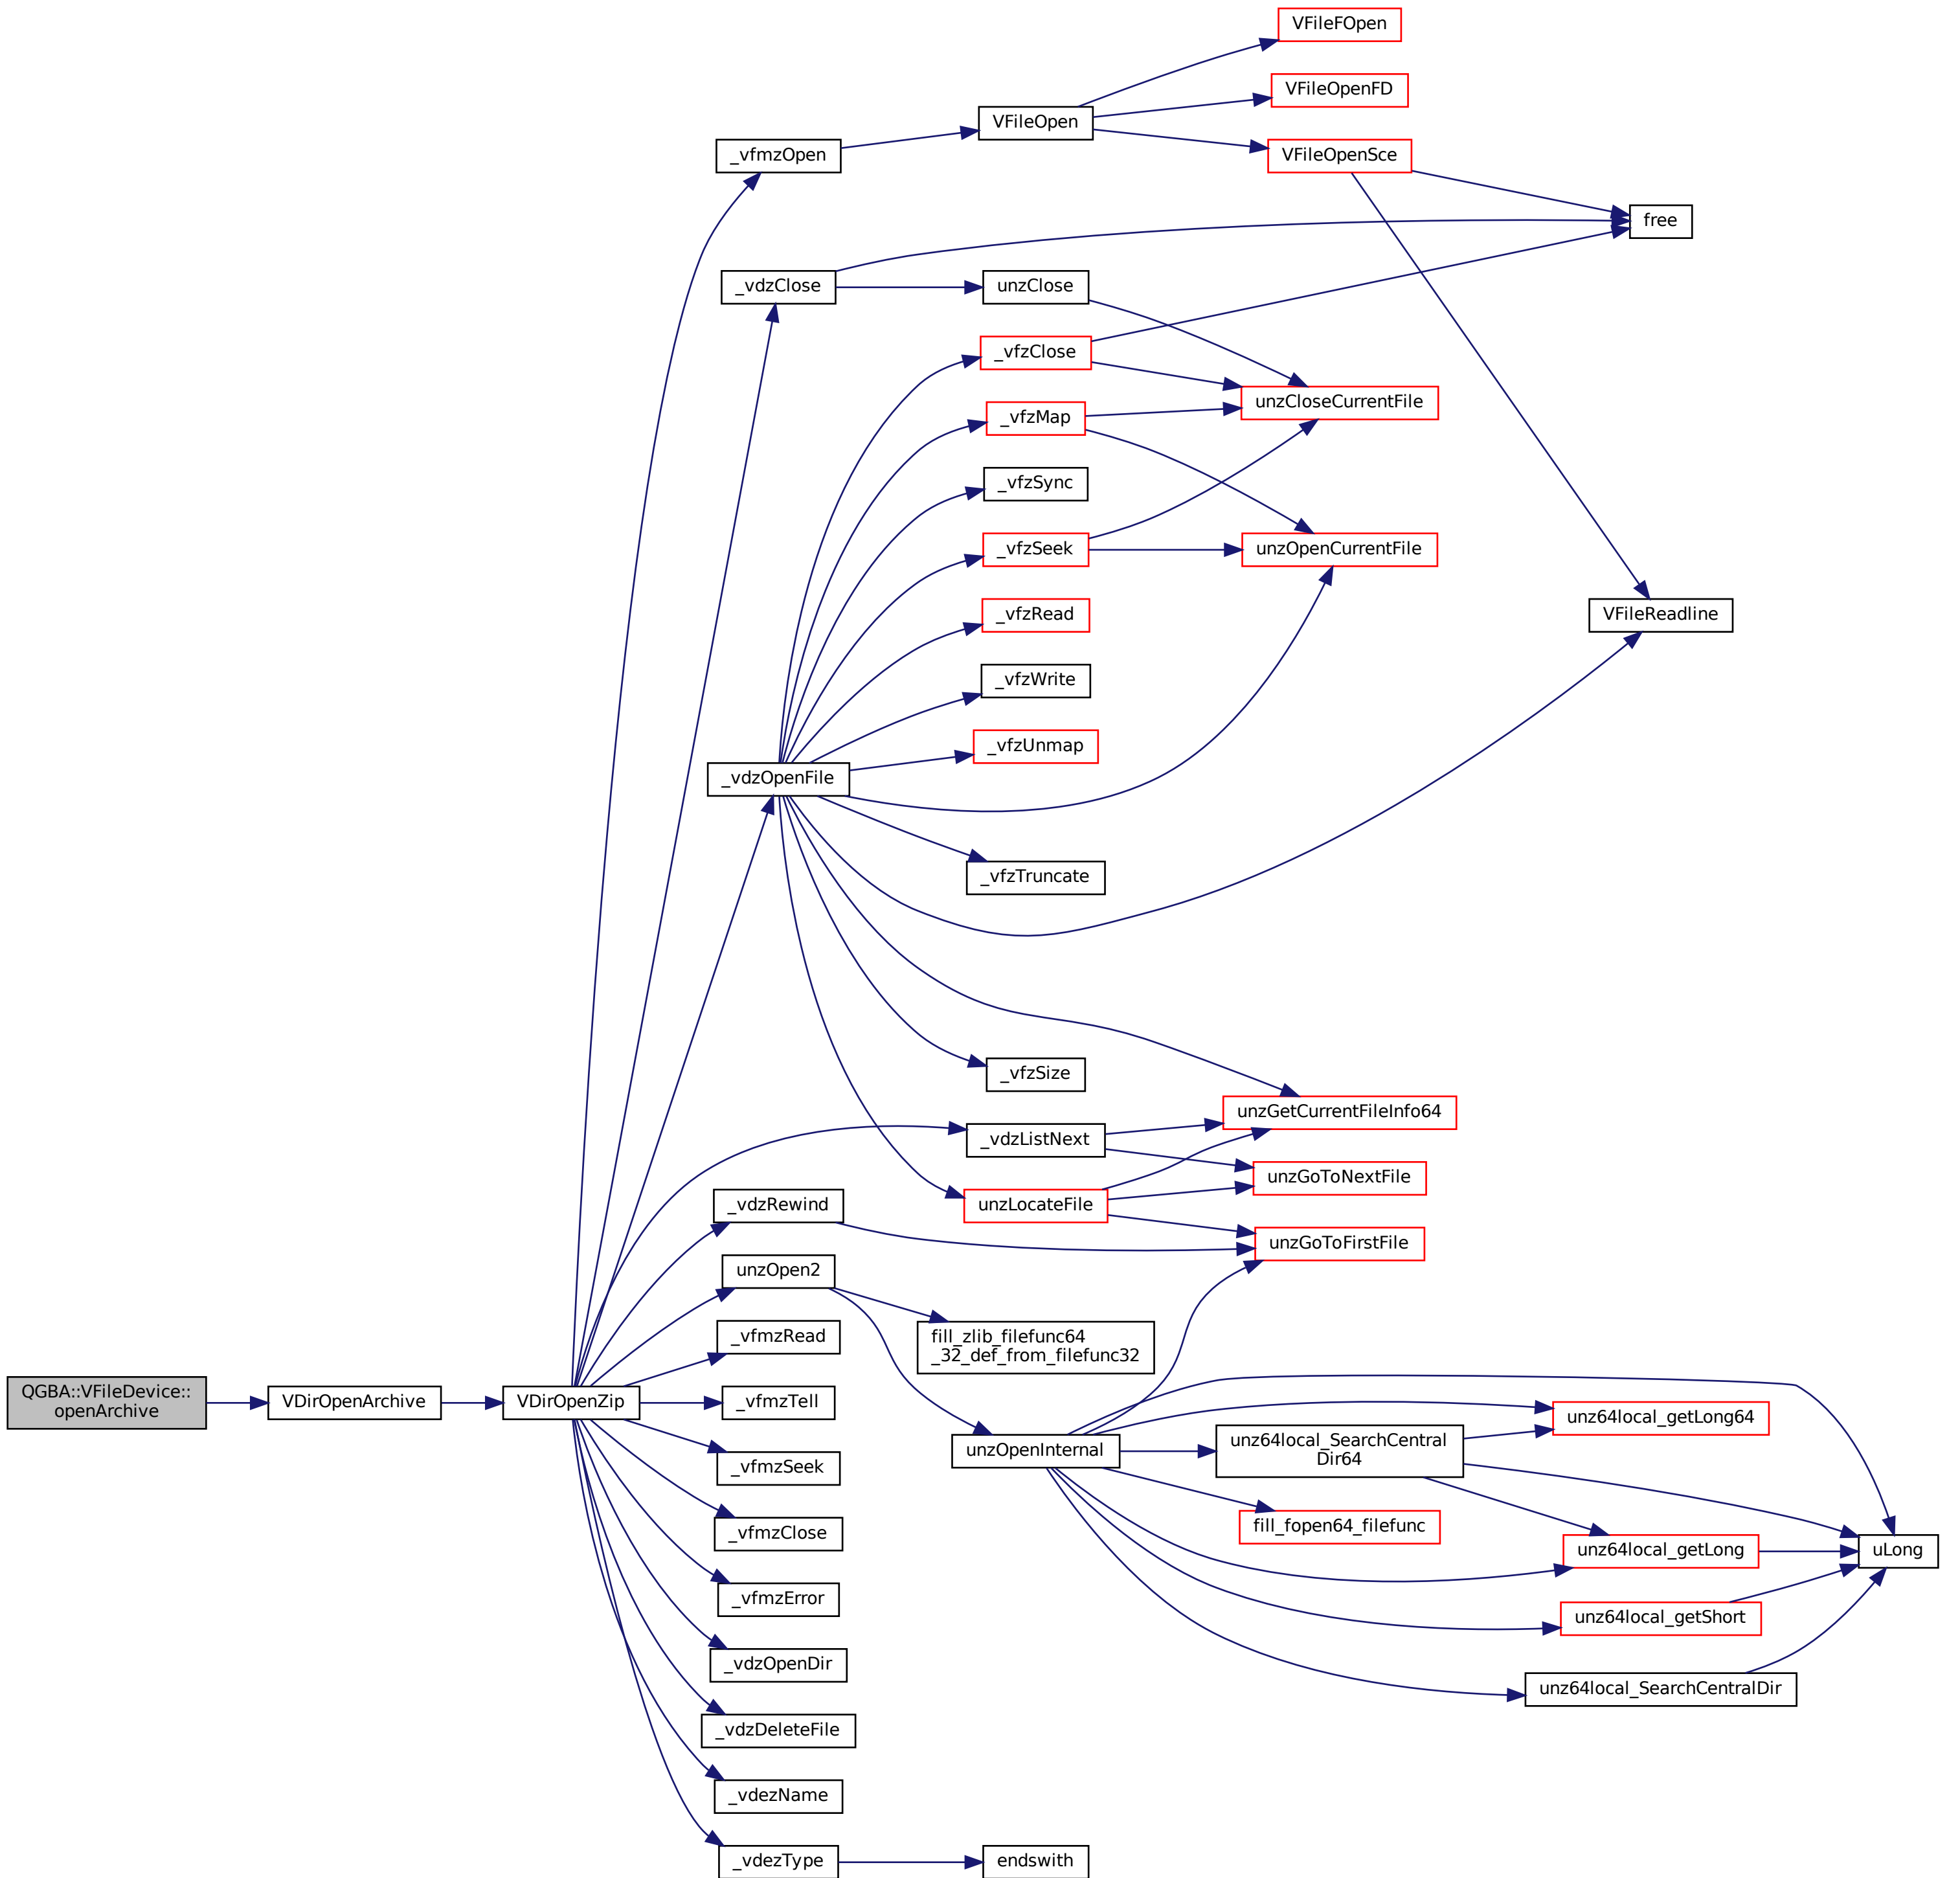 VFileFOpen
VFileOpenFD
VFileOpen
VFileOpenSce
_vfmzOpen
free
_vdzClose
unzClose
_vfzClose
unzCloseCurrentFile
_vfzMap
_vfzSync
_vfzSeek
unzOpenCurrentFile
_vfzRead
VFileReadline
_vfzWrite
_vfzUnmap
_vdzOpenFile
_vfzTruncate
_vfzSize
unzGetCurrentFileInfo64
_vdzListNext
unzGoToNextFile
_vdzRewind
unzLocateFile
unzGoToFirstFile
unzOpen2
_vfmzRead
fill_zlib_filefunc64
_32_def_from_filefunc32
QGBA::VFileDevice::
openArchive
VDirOpenArchive
VDirOpenZip
_vfmzTell
unz64local_getLong64
unzOpenInternal
unz64local_SearchCentral
Dir64
_vfmzSeek
_vfmzClose
fill_fopen64_filefunc
unz64local_getLong
uLong
_vfmzError
unz64local_getShort
_vdzOpenDir
unz64local_SearchCentralDir
_vdzDeleteFile
_vdezName
_vdezType
endswith